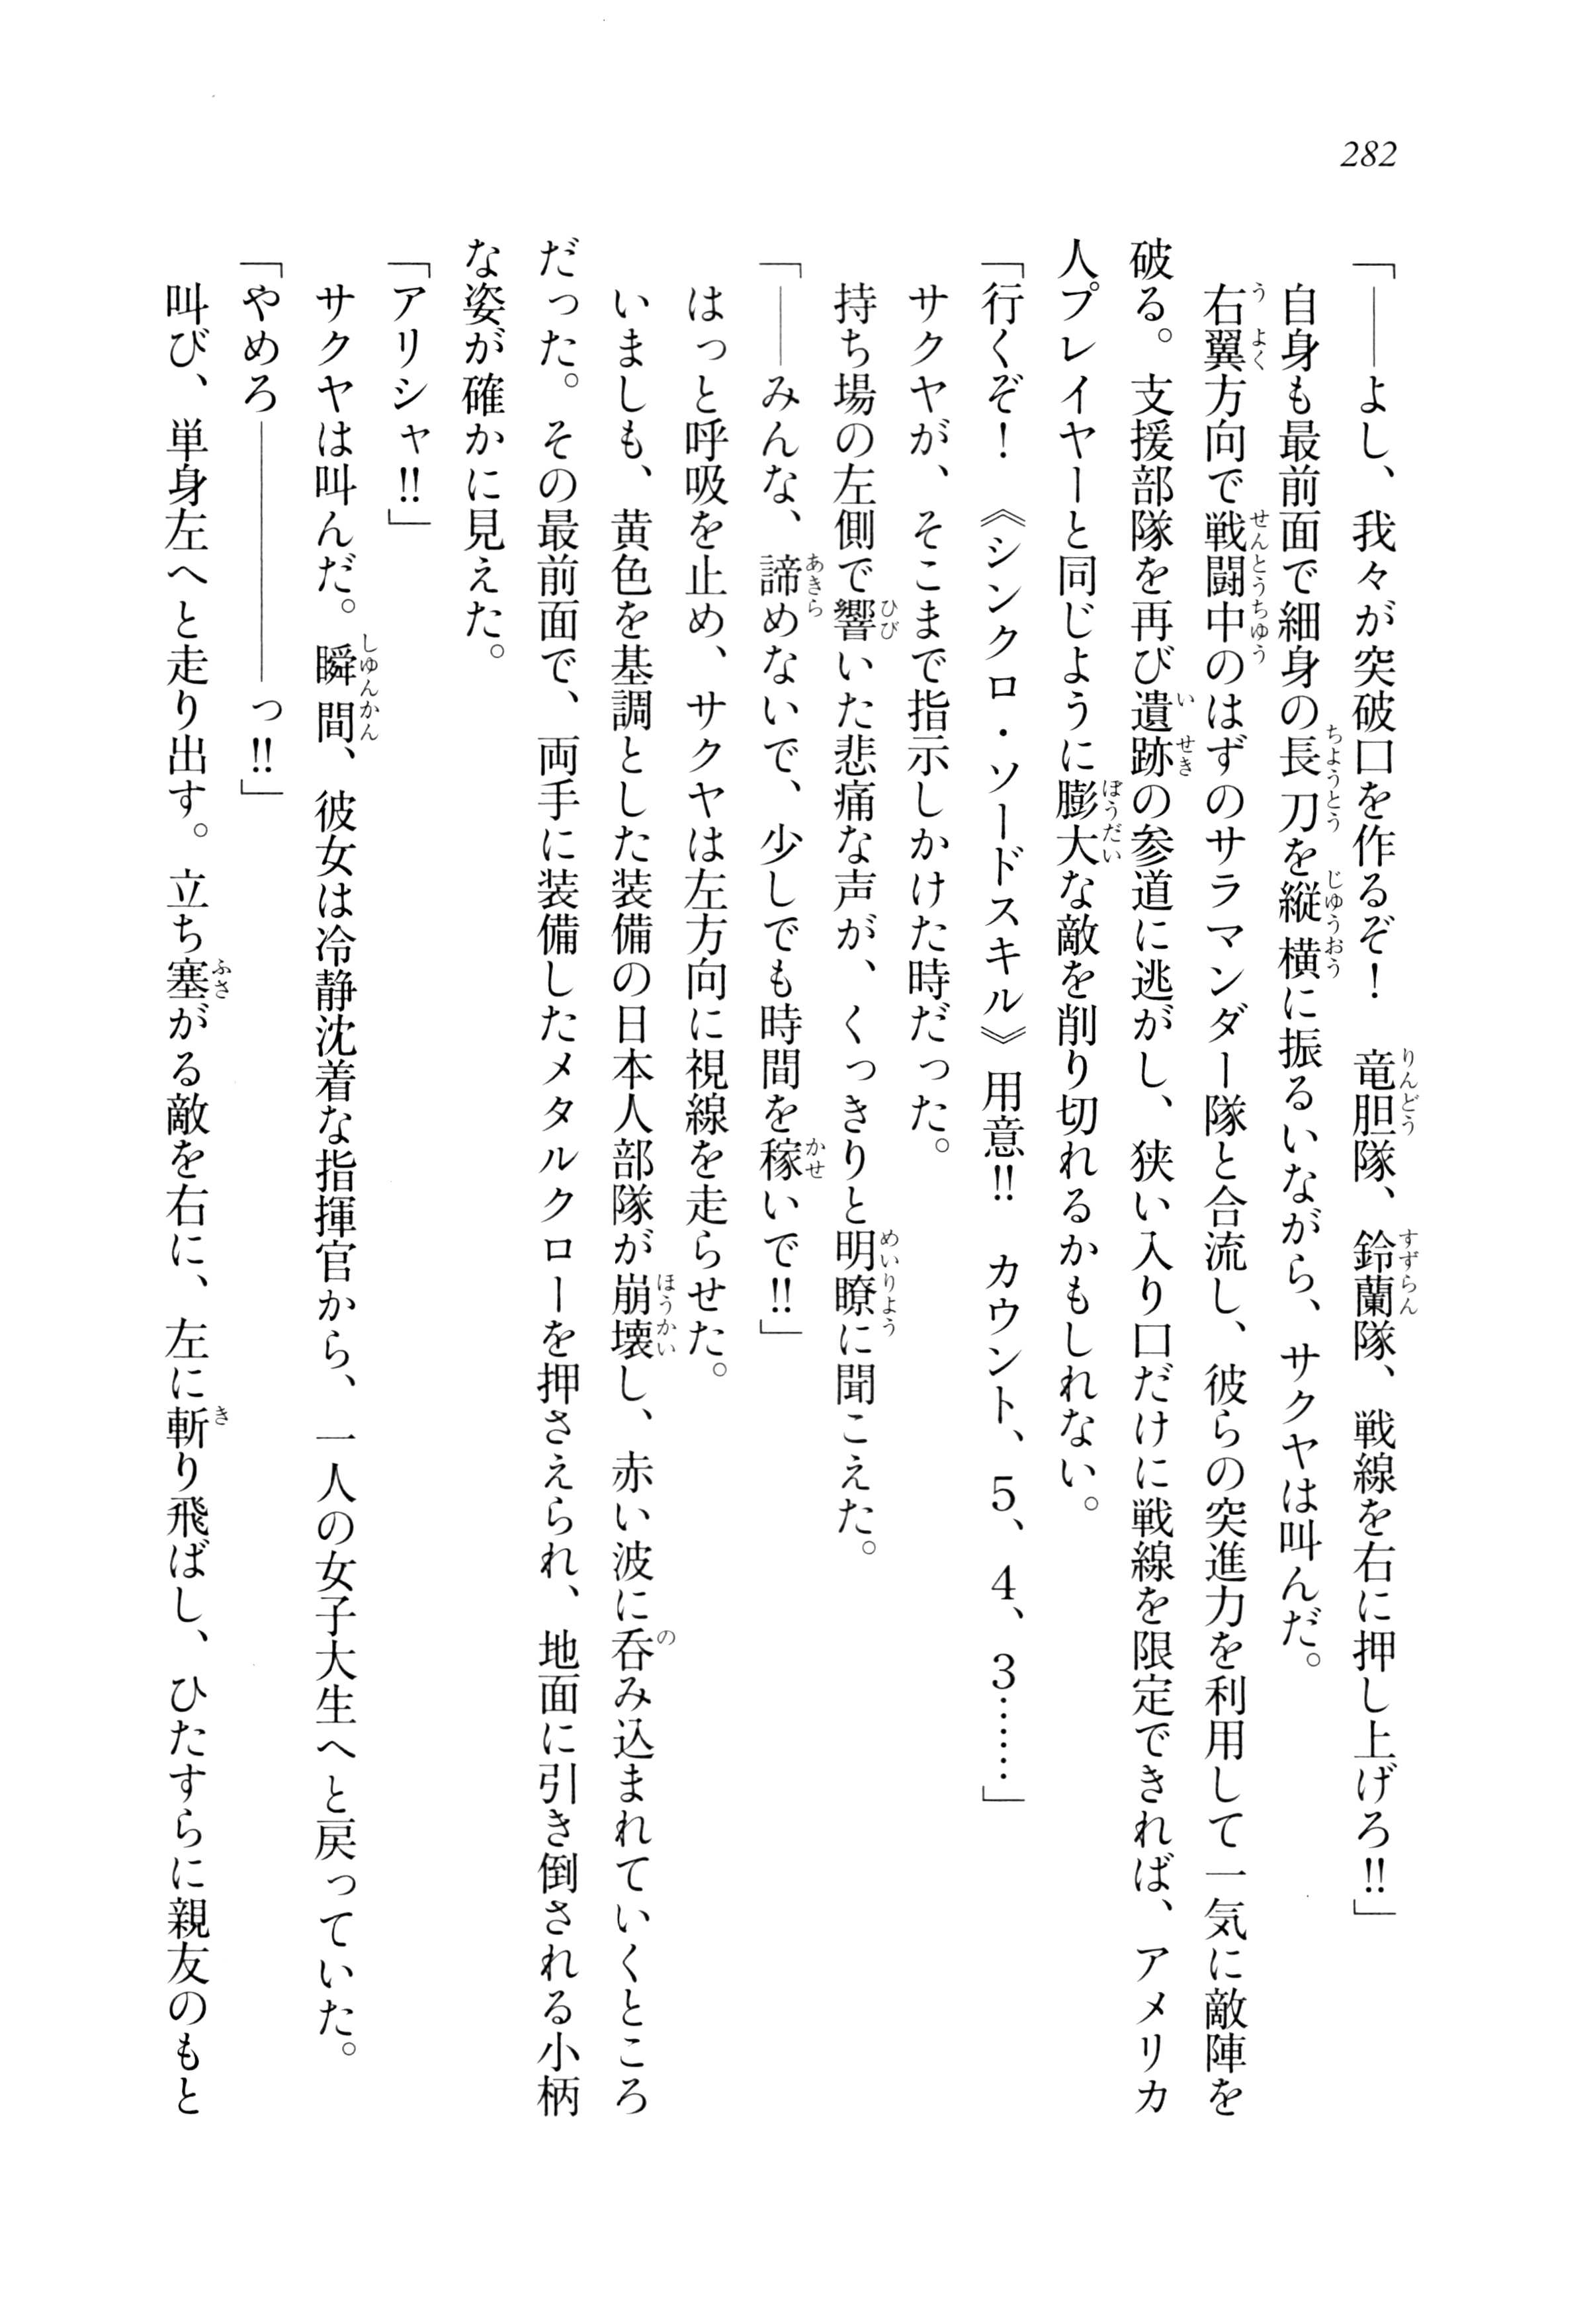 282
「――よし、我々が突破口を作るぞ！　竜胆隊、鈴蘭隊、戦線を右に押し上げろ!!」
自身も最前面で細身の長刀を縦横に振るいながら、サクヤは叫んだ。
右翼方向で戦闘中のはずのサラマンダー隊と合流し、彼らの突進力を利用して一気に敵陣を
破る。支援部隊を再び遺跡の参道に逃がし、狭い入り口だけに戦線を限定できれば、アメリカ
人プレイヤーと同じように膨大な敵を削り切れるかもしれない。
「行くぞ！　《シンクロ・ソードスキル》用意!!　カウント、5、4、3……」
サクヤが、そこまで指示しかけた時だった。
持ち場の左側で響いた悲痛な声が、くっきりと明瞭に聞こえた。
「――みんな、諦めないで、少しでも時間を稼いで!!」
はっと呼吸を止め、サクヤは左方向に視線を走らせた。
いましも、黄色を基調とした装備の日本人部隊が崩壊し、赤い波に呑み込まれていくところ
だった。その最前面で、両手に装備したメタルクローを押さえられ、地面に引き倒される小柄
な姿が確かに見えた。
「アリシャ!!」
サクヤは叫んだ。瞬間、彼女は冷静沈着な指揮官から、一人の女子大生へと戻っていた。
「やめろ――――――っ!!」
叫び、単身左へと走り出す。立ち塞がる敵を右に、左に斬り飛ばし、ひたすらに親友のもと